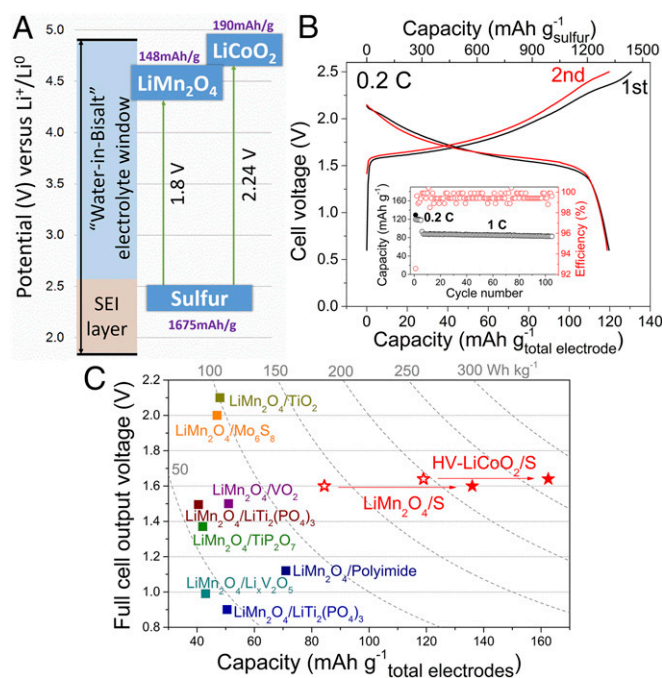 A
Potential (V) versus Li⁺/Li⁰
5.0
4.5
4.0
3.5
3.0
2.5
2.0
"Water-in-Bisalt"
electrolyte window
SEI
layer
148mAh/g
LiMn₂O₄
190mAh/g
LiCoO₂
1.8 V
2.24 V
Sulfur
1675mAh/g
B
Capacity (mAh g⁻¹sulfur)
0 300 600 900 1200 1500
Cell voltage (V)
3.0
2.5
2.0
1.5
1.0
0.5
0.0
0.2 C
2nd
1st
Capacity (mAh g⁻¹)
160
120
80
40
0
0.2 C
1 C
100
98
96
94
92
Efficiency (%)
0 20 40 60 80 100
Cycle number
0 20 40 60 80 100 120 140
Capacity (mAh g⁻¹total electrode)
C
Full cell output voltage (V)
2.2
2.0
1.8
1.6
1.4
1.2
1.0
0.8
50
100
150
200
250
300 Wh kg⁻¹
LiMn₂O₄/TiO₂
LiMn₂O₄/Mo₆S₈
HV-LiCoO₂/S
LiMn₂O₄/S
LiMn₂O₄/VO₂
LiMn₂O₄/LiTi₂(PO₄)₃
LiMn₂O₄/TiP₂O₇
LiMn₂O₄/Polyimide
LiMn₂O₄/LiₓV₂O₅
LiMn₂O₄/LiTi₂(PO₄)₃
40 60 80 100 120 140 160
Capacity (mAh g⁻¹total electrodes)